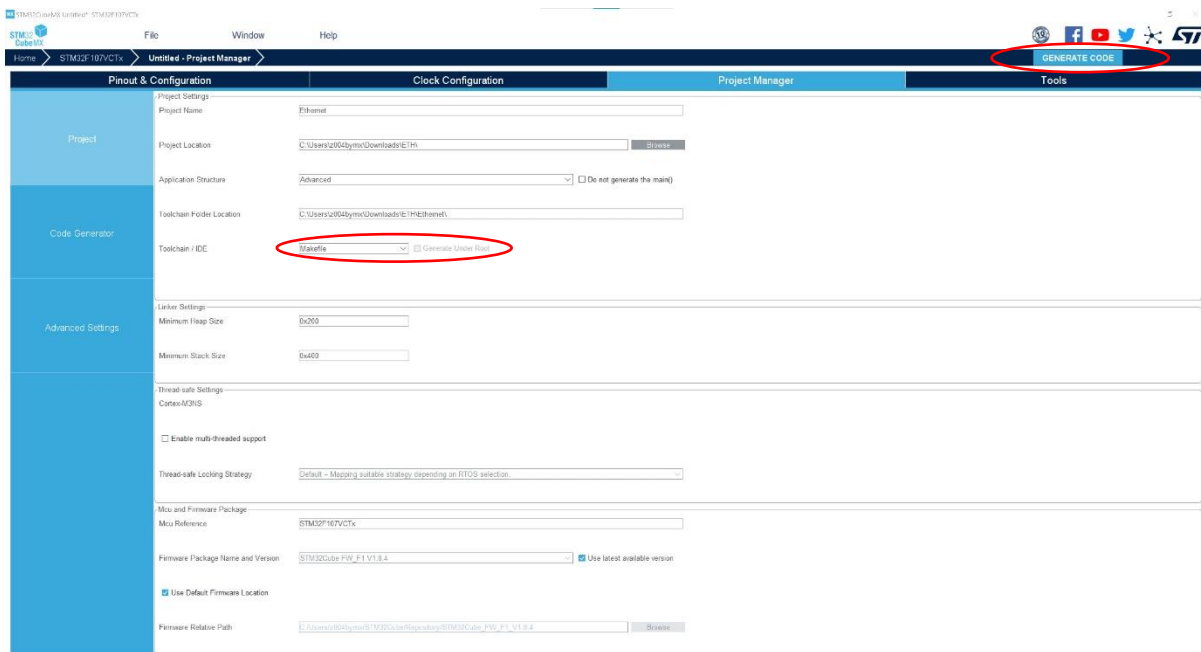 MX STM32CubeMX Untitled*: STM32F107VCTx
STM32 CubeMX
File Window Help
Home STM32F107VCTx Untitled - Project Manager GENERATE CODE
Pinout & Configuration Clock Configuration Project Manager Tools
Project
Code Generator
Advanced Settings
Project Settings
Project Name Ethernet
Project Location C:\Users\z004bymx\Downloads\ETH\ Browse
Application Structure Advanced Do not generate the main()
Toolchain Folder Location C:\Users\z004bymx\Downloads\ETH\Ethernet\
Toolchain / IDE Makefile Generate Under Root
Linker Settings
Minimum Heap Size 0x200
Minimum Stack Size 0x400
Thread-safe Settings
Cortex-M3NS
Enable multi-threaded support
Thread-safe Locking Strategy Default – Mapping suitable strategy depending on RTOS selection.
Mcu and Firmware Package
Mcu Reference STM32F107VCTx
Firmware Package Name and Version STM32Cube FW_F1 V1.8.4 Use latest available version
Use Default Firmware Location
Firmware Relative Path C:/Users/z004bymx/STM32Cube/Repository/STM32Cube_FW_F1_V1.8.4 Browse